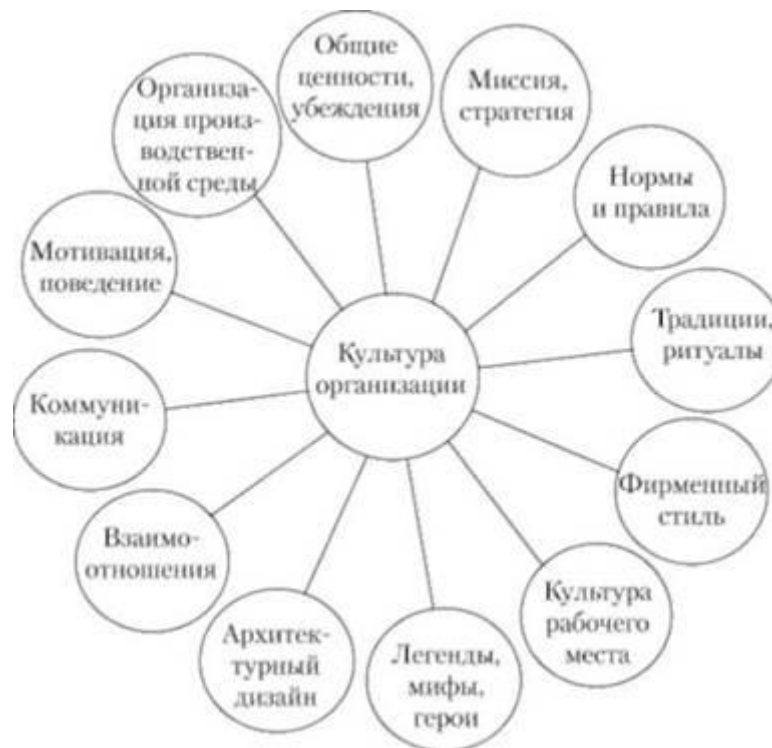 Общие
ценности,
убеждения
Миссия,
стратегия
Нормы
и правила
Традиции,
ритуалы
Фирменный
стиль
Культура
рабочего
места
Легенды,
мифы,
герои
Архитек-
турный
дизайн
Взаимо-
отношения
Коммуни-
кация
Мотивация,
поведение
Организа-
ция произ-
водствен-
ной среды
Культура
организации